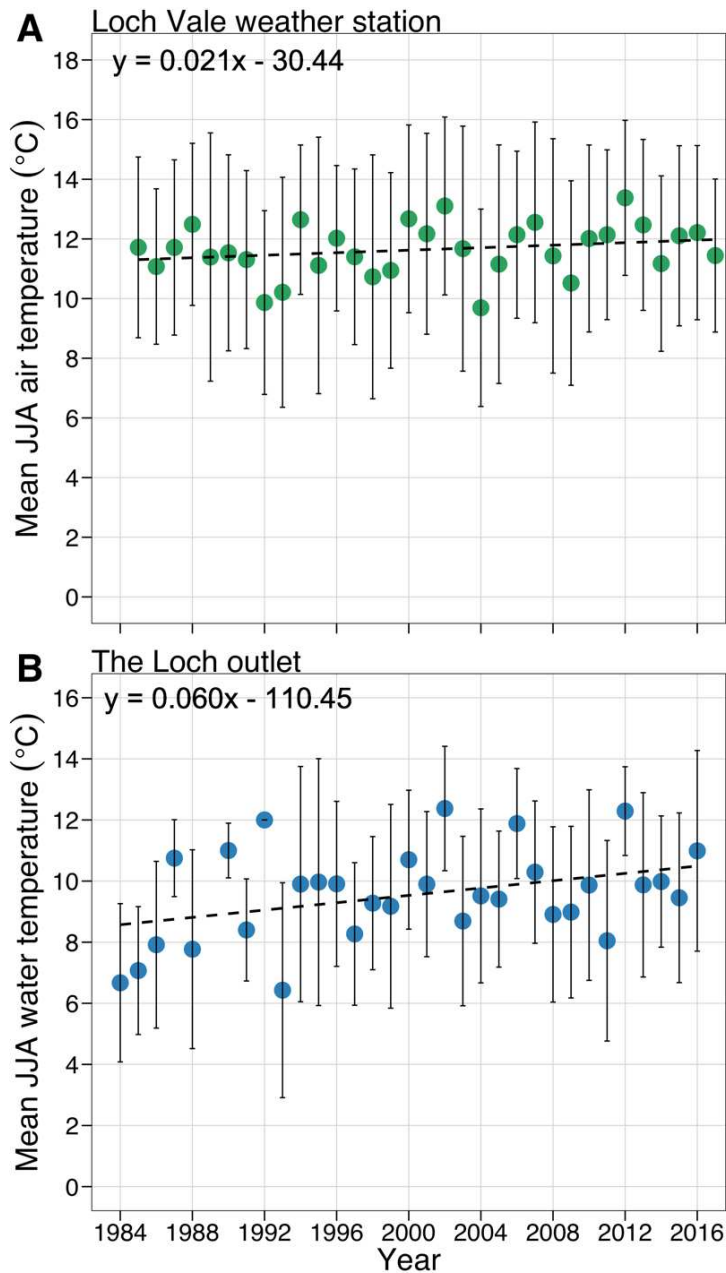 A
Loch Vale weather station
y = 0.021x - 30.44
Mean JJA air temperature (°C)
18
16
14
12
10
8
6
4
2
0
B
The Loch outlet
y = 0.060x - 110.45
Mean JJA water temperature (°C)
16
14
12
10
8
6
4
2
0
1984 1988 1992 1996 2000 2004 2008 2012 2016
Year